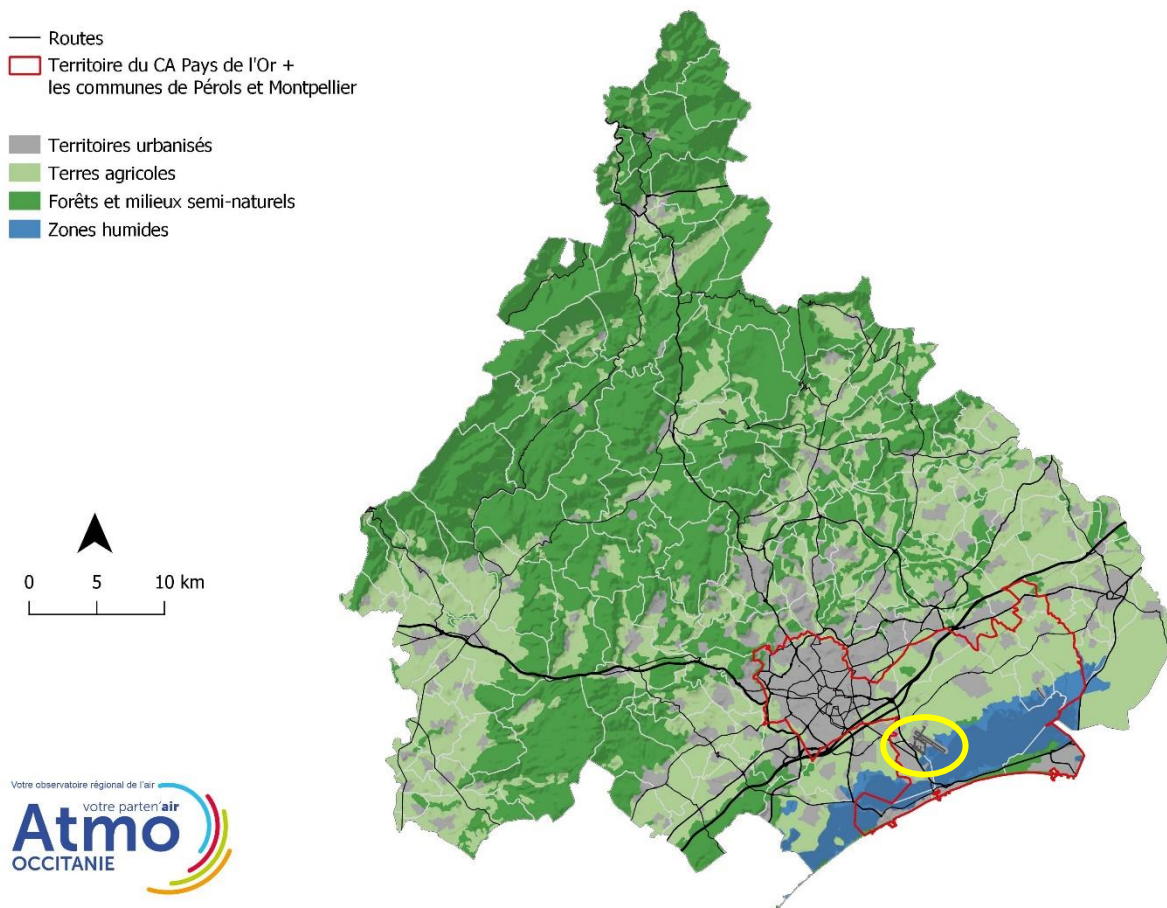 Routes
Territoire du CA Pays de l'Or +
les communes de Pérols et Montpellier
Territoires urbanisés
Terres agricoles
Forêts et milieux semi-naturels
Zones humides
0 5 10 km
Votre observatoire régional de l'air
votre parten'air
Atmo
OCCITANIE